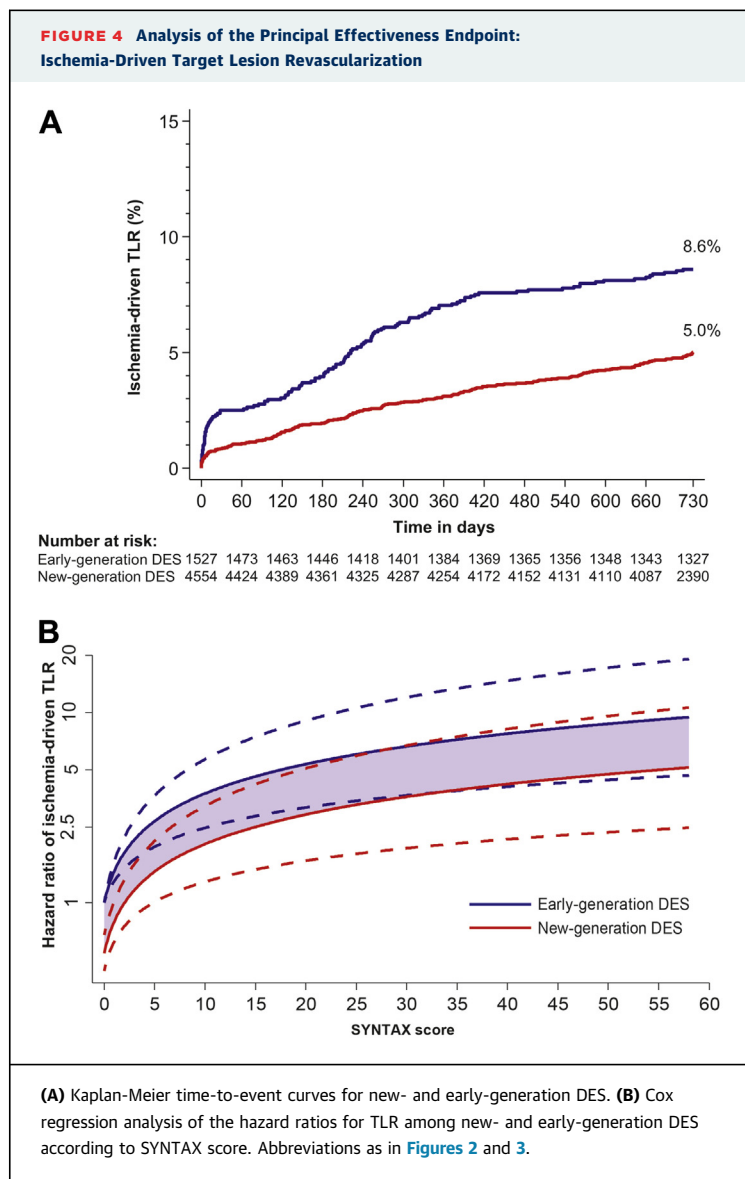 FIGURE 4 Analysis of the Principal Effectiveness Endpoint:
Ischemia-Driven Target Lesion Revascularization
A
Ischemia-driven TLR (%)
15
10
5
0
8.6%
5.0%
0 60 120 180 240 300 360 420 480 540 600 660 730
Time in days
Number at risk:
Early-generation DES 1527 1473 1463 1446 1418 1401 1384 1369 1365 1356 1348 1343 1327
New-generation DES 4554 4424 4389 4361 4325 4287 4254 4172 4152 4131 4110 4087 2390
B
Hazard ratio of ischemia-driven TLR
20
10
5
2.5
1
Early-generation DES
New-generation DES
0 5 10 15 20 25 30 35 40 45 50 55 60
SYNTAX score
(A) Kaplan-Meier time-to-event curves for new- and early-generation DES. (B) Cox
regression analysis of the hazard ratios for TLR among new- and early-generation DES
according to SYNTAX score. Abbreviations as in Figures 2 and 3.